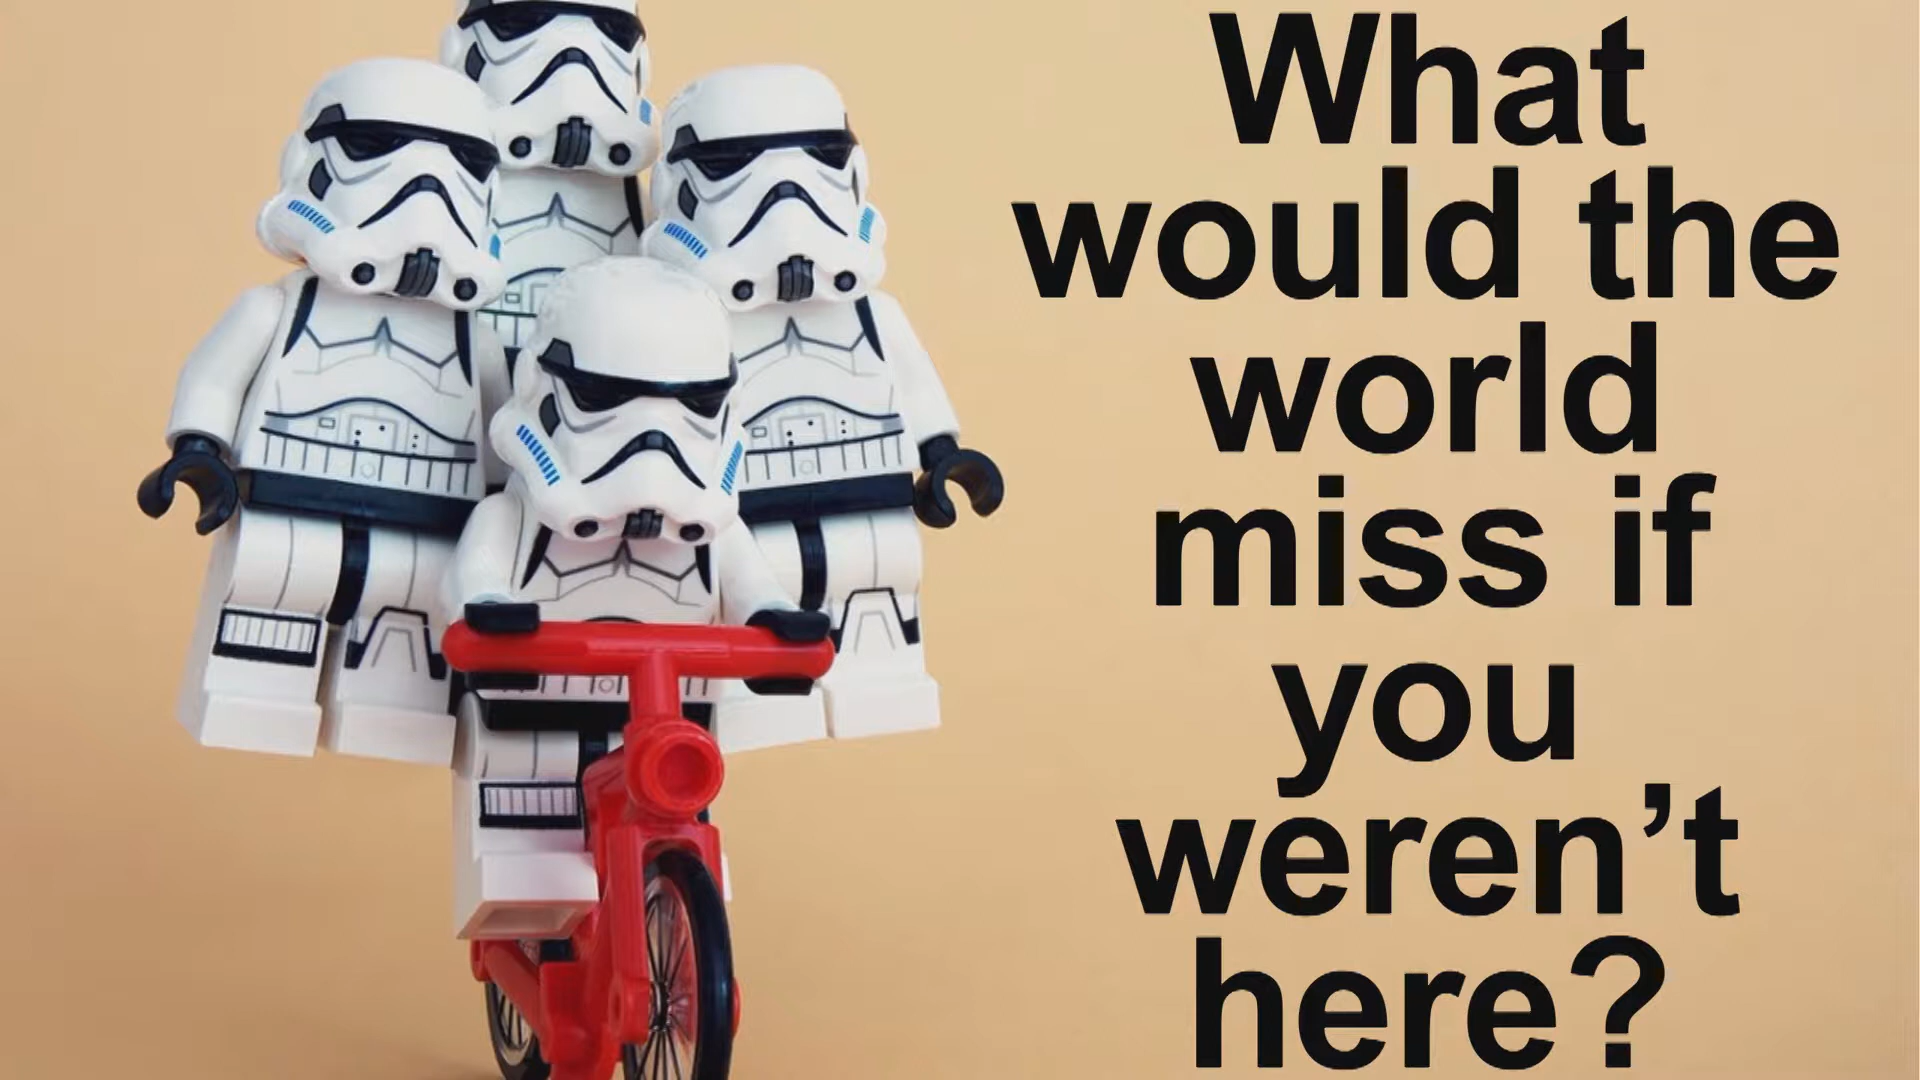 What
would the
world
miss if
you
weren’t
here?